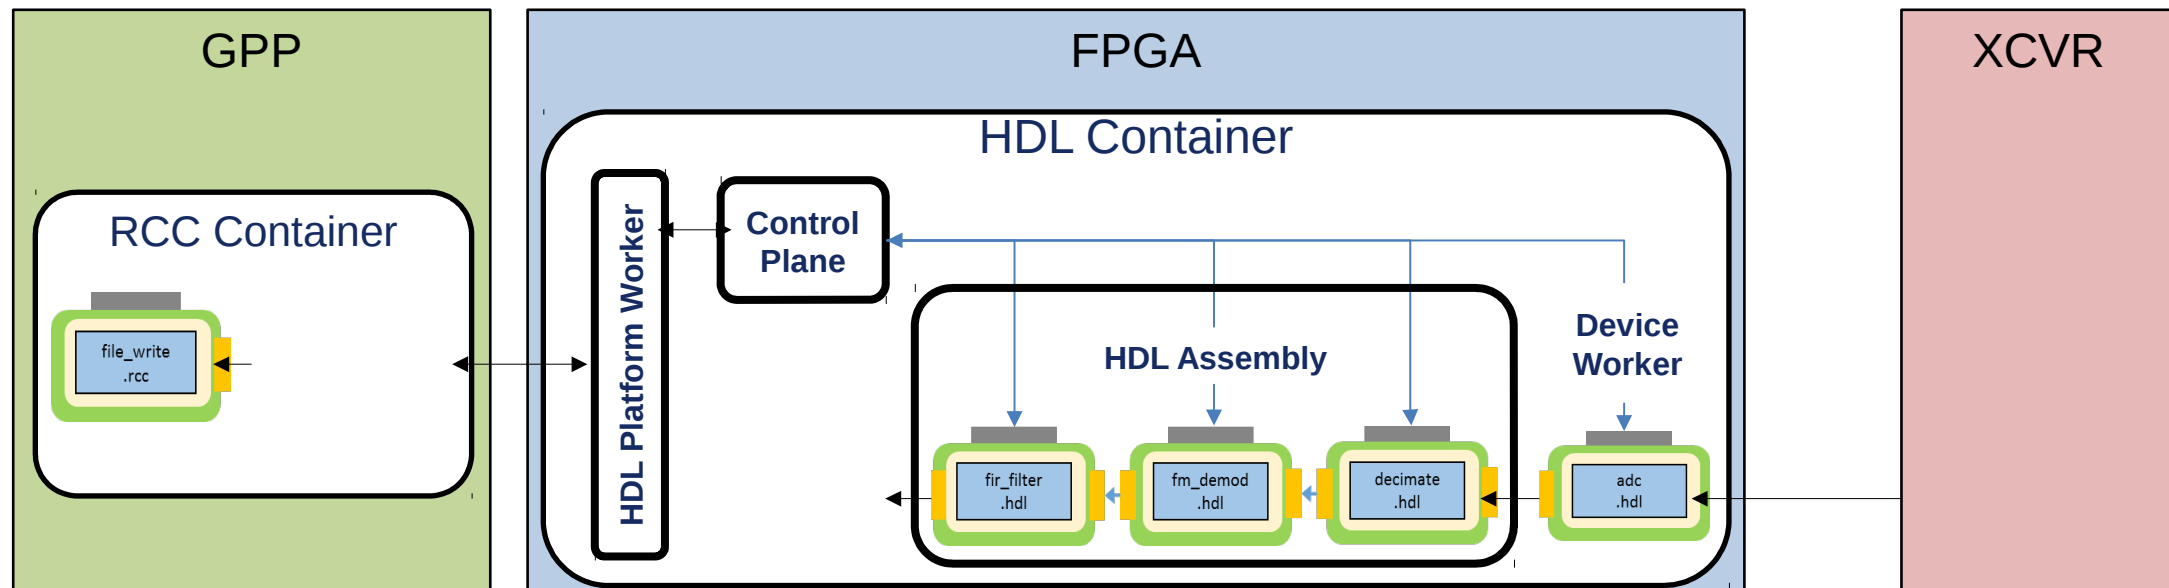 GPP
FPGA
XCVR
HDL Container
RCC Container
HDL Platform Worker
Control
Plane
Device
Worker
HDL Assembly
file_write
.rcc
fir_filter
.hdl
fm_demod
.hdl
decimate
.hdl
adc
.hdl